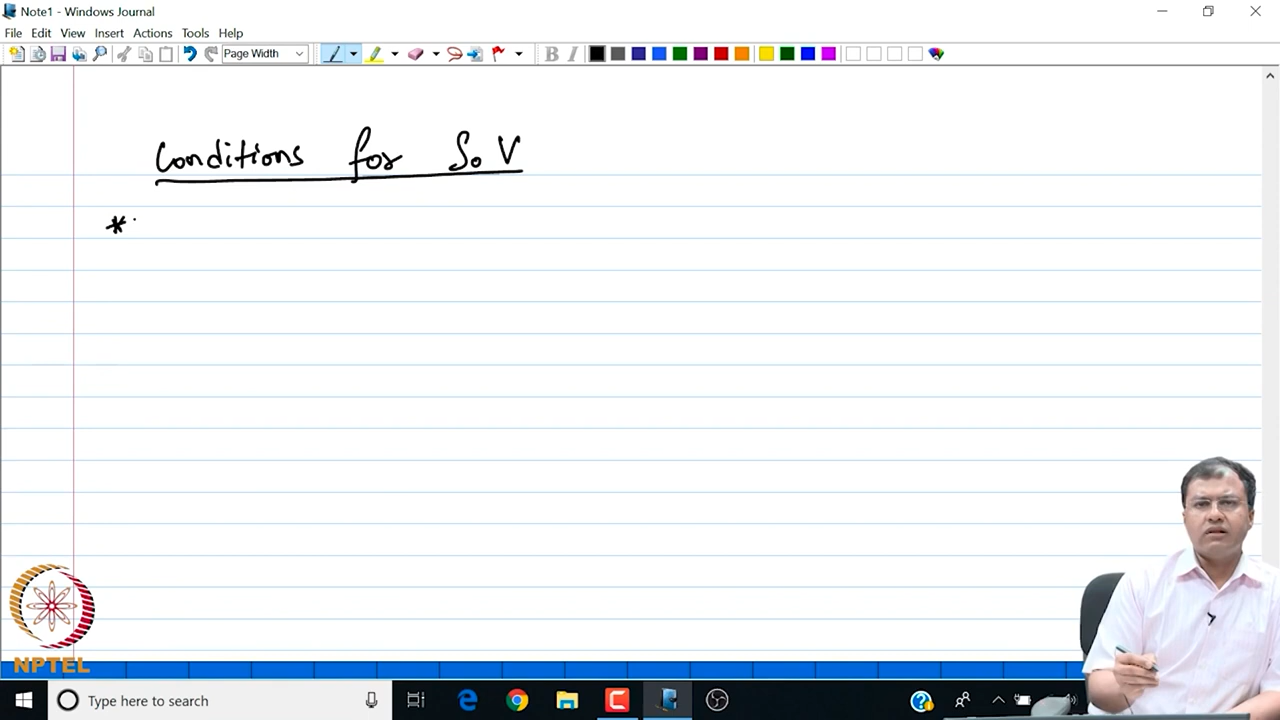 Note1 - Windows Journal
File Edit View Insert Actions Tools Help
Page Width
B I
Conditions for SoV
*
NPTEL
Type here to search